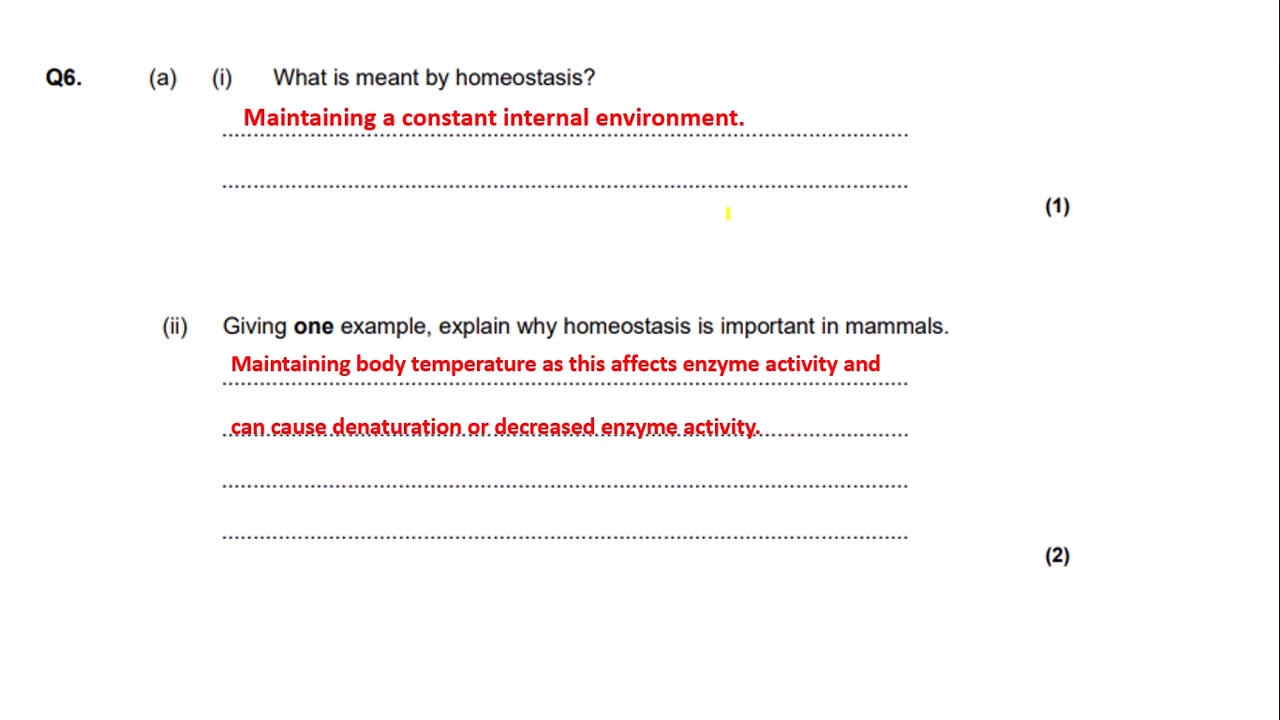 Q6. (a) (i) What is meant by homeostasis?
Maintaining a constant internal environment.
(1)
(ii) Giving one example, explain why homeostasis is important in mammals.
Maintaining body temperature as this affects enzyme activity and
can cause denaturation or decreased enzyme activity.
(2)